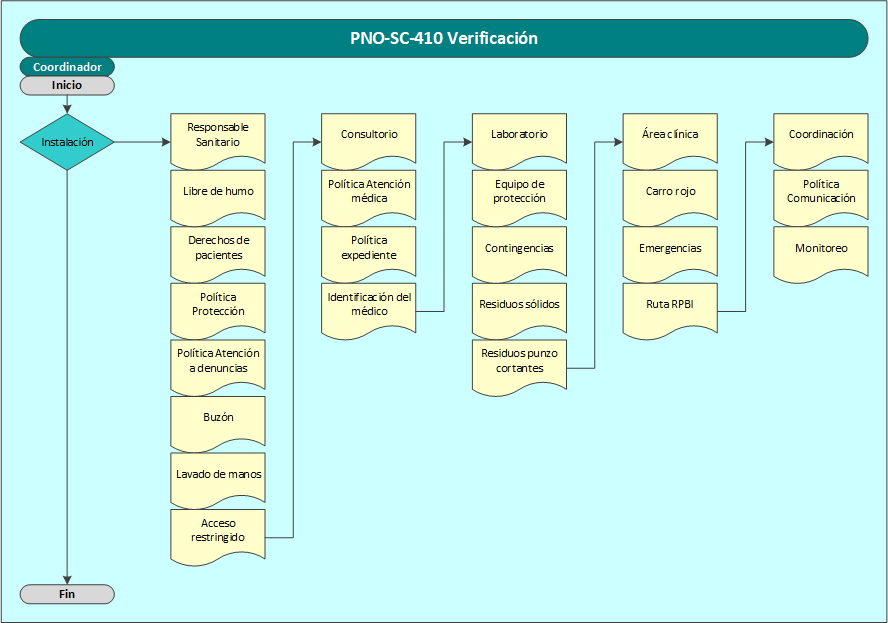 PNO-SC-410 Verificación
Coordinador
Inicio
Instalación
Responsable
Sanitario
Libre de humo
Derechos de
pacientes
Política
Protección
Política Atención
a denuncias
Buzón
Lavado de manos
Acceso
restringido
Consultorio
Política Atención
médica
Política
expediente
Identificación del
médico
Laboratorio
Equipo de
protección
Contingencias
Residuos sólidos
Residuos punzo
cortantes
Área clínica
Carro rojo
Emergencias
Ruta RPBI
Coordinación
Política
Comunicación
Monitoreo
Fin